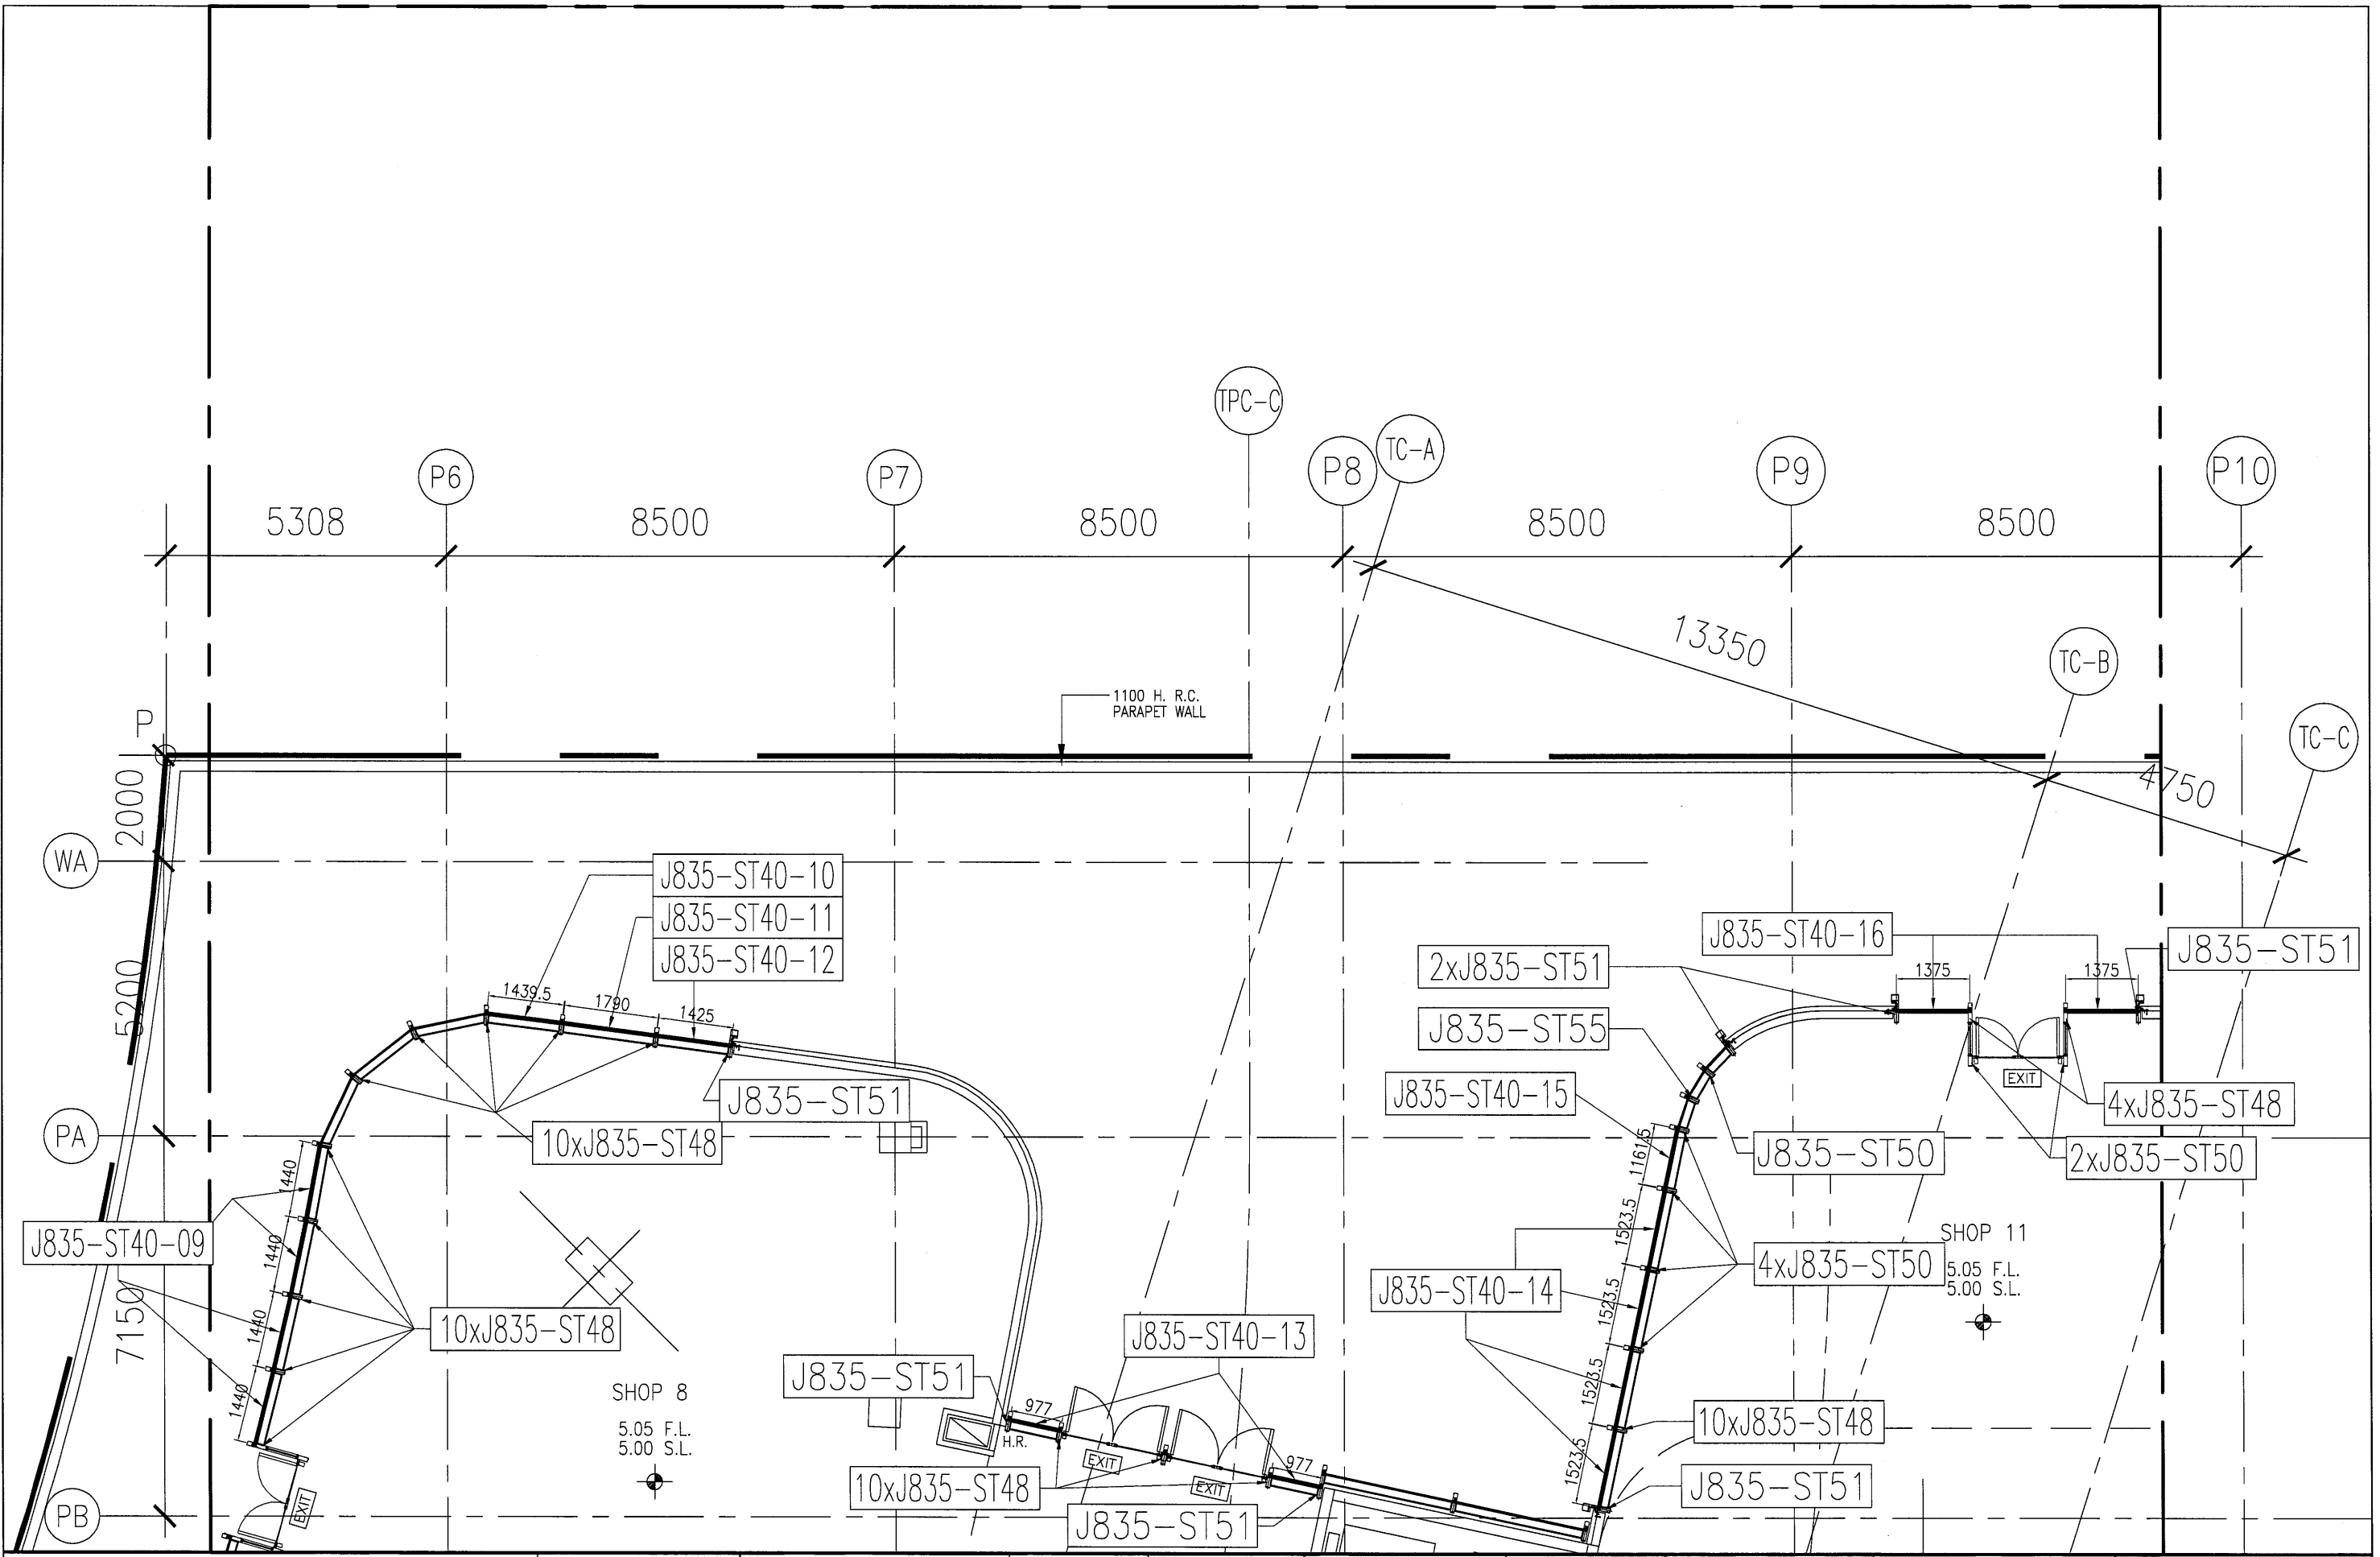 TPC-C
TC-A
P6
P7
P8
P9
P10
5308
8500
8500
8500
8500
13350
TC-B
1100 H. R.C.
PARAPET WALL
P
TC-C
4750
2000
WA
J835-ST40-10
J835-ST40-11
J835-ST40-12
J835-ST40-16
J835-ST51
2xJ835-ST51
1375
1375
5200
1439.5
1790
1425
J835-ST55
EXIT
J835-ST40-15
J835-ST51
4xJ835-ST48
PA
10xJ835-ST48
1161.5
J835-ST50
2xJ835-ST50
1440
J835-ST40-09
1523.5
SHOP 11
5.05 F.L.
5.00 S.L.
4xJ835-ST50
1440
J835-ST40-14
1523.5
7150
1440
10xJ835-ST48
J835-ST40-13
J835-ST51
SHOP 8
5.05 F.L.
5.00 S.L.
1440
977
1523.5
10xJ835-ST48
H.R.
EXIT
977
10xJ835-ST48
EXIT
1523.5
J835-ST51
PB
EXIT
J835-ST51